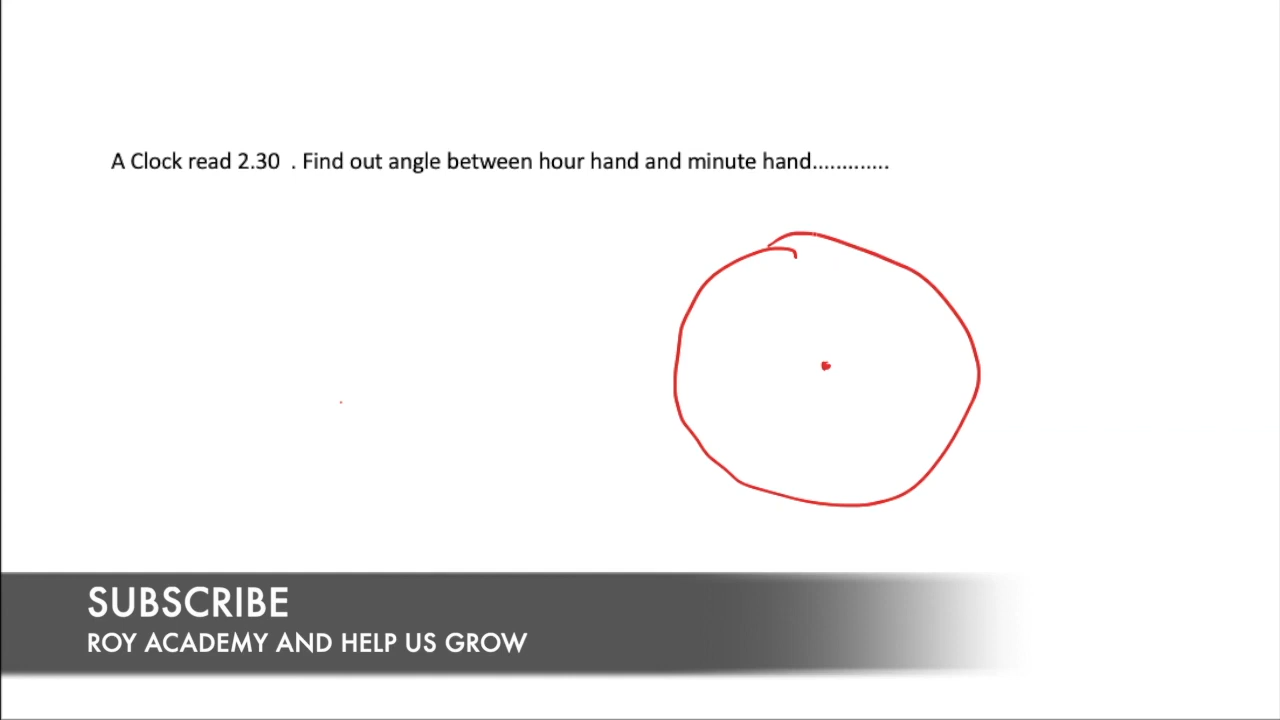 A Clock read 2.30 . Find out angle between hour hand and minute hand.............
SUBSCRIBE
ROY ACADEMY AND HELP US GROW